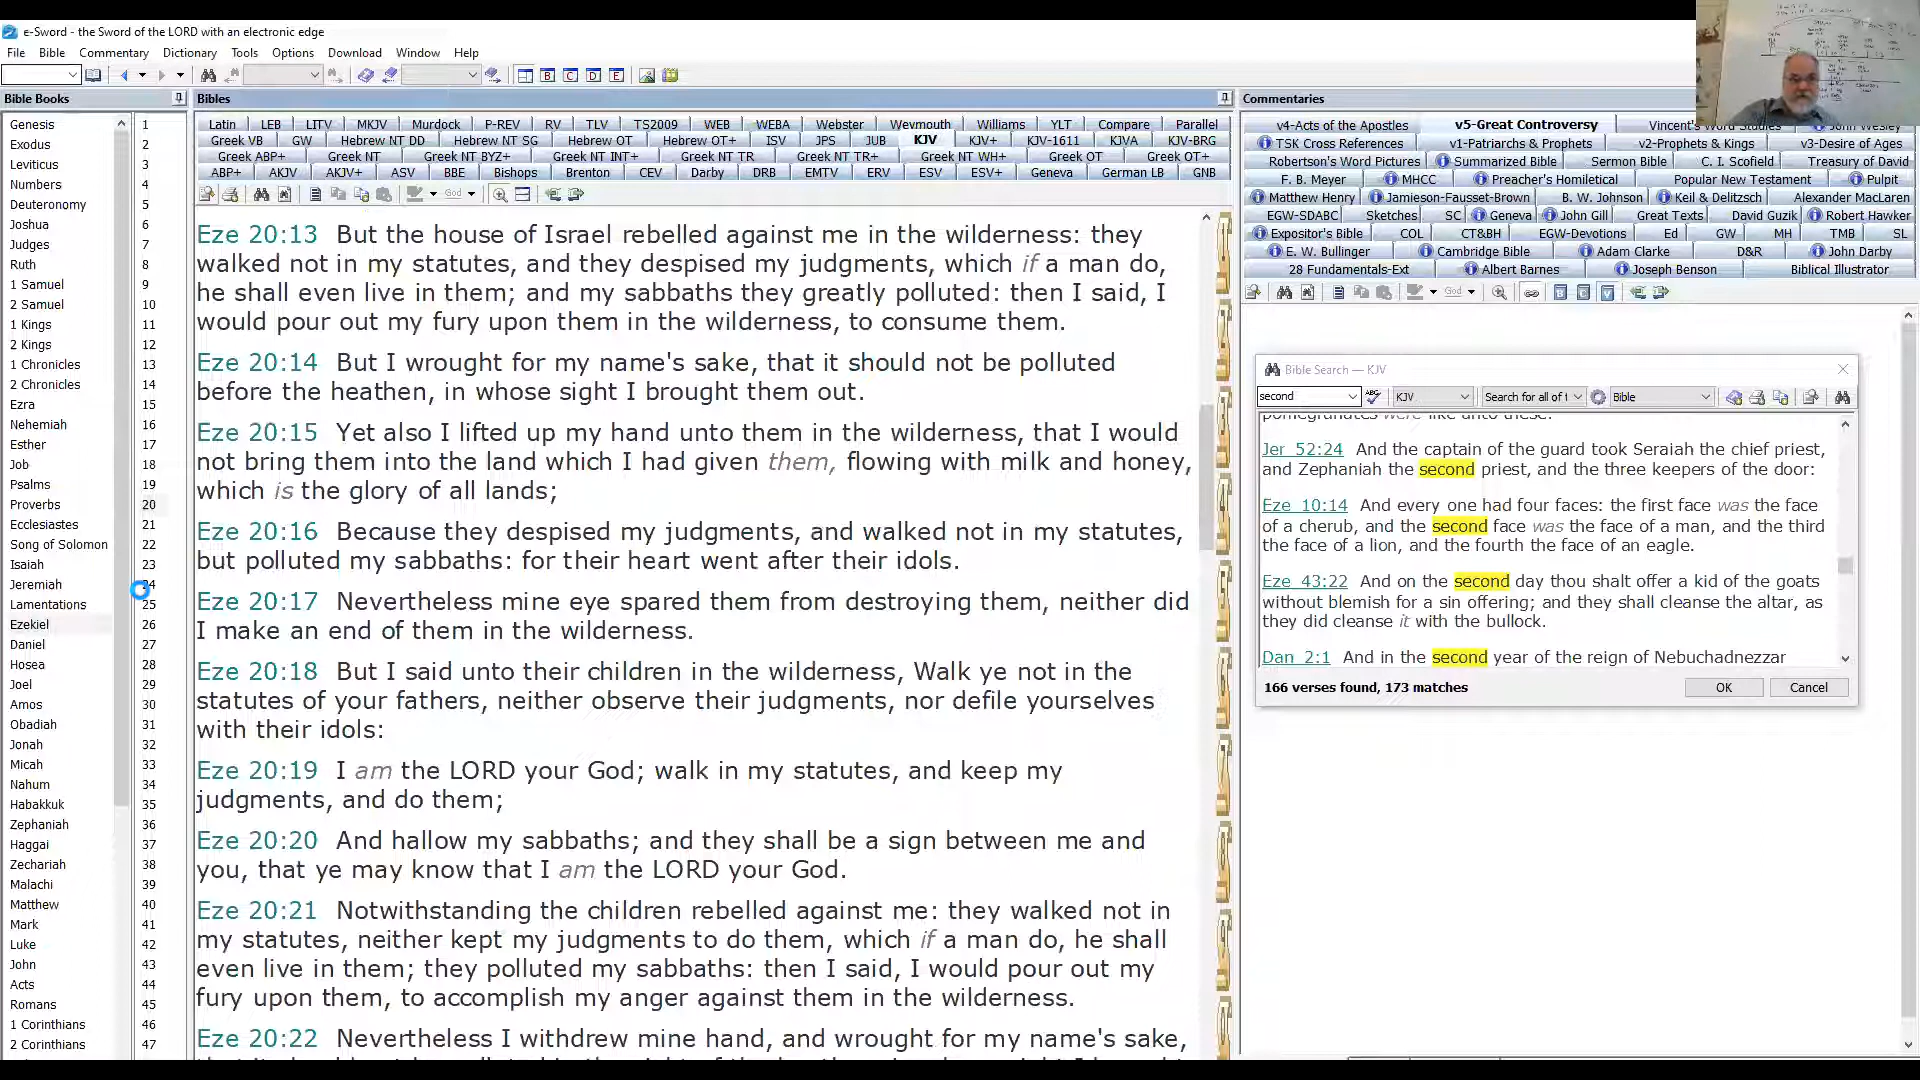 e-Sword - the Sword of the LORD with an electronic edge
File Bible Commentary Dictionary Tools Options Download Window Help
B C D E
Bible Books
Genesis 1
Exodus 2
Leviticus 3
Numbers 4
Deuteronomy 5
Joshua 6
Judges 7
Ruth 8
1 Samuel 9
2 Samuel 10
1 Kings 11
2 Kings 12
1 Chronicles 13
2 Chronicles 14
Ezra 15
Nehemiah 16
Esther 17
Job 18
Psalms 19
Proverbs 20
Ecclesiastes 21
Song of Solomon 22
Isaiah 23
Jeremiah
Lamentations 25
Ezekiel 26
Daniel 27
Hosea 28
Joel 29
Amos 30
Obadiah 31
Jonah 32
Micah 33
Nahum 34
Habakkuk 35
Zephaniah 36
Haggai 37
Zechariah 38
Malachi 39
Matthew 40
Mark 41
Luke 42
John 43
Acts 44
Romans 45
1 Corinthians 46
2 Corinthians 47
Bibles
Latin LEB LITV MKJV Murdock P-REV RV TLV TS2009 WEB WEBA Webster Weymouth Williams YLT Compare Parallel
Greek VB GW Hebrew NT DD Hebrew NT SG Hebrew OT Hebrew OT+ ISV JPS JUB KJV KJV+ KJV-1611 KJVA KJV-BRG
Greek ABP+ Greek NT Greek NT BYZ+ Greek NT INT+ Greek NT TR Greek NT TR+ Greek NT WH+ Greek OT Greek OT+
ABP+ AKJV AKJV+ ASV BBE Bishops Brenton CEV Darby DRB EMTV ERV ESV ESV+ Geneva German LB GNB
God
Eze 20:13 But the house of Israel rebelled against me in the wilderness: they
walked not in my statutes, and they despised my judgments, which if a man do,
he shall even live in them; and my sabbaths they greatly polluted: then I said, I
would pour out my fury upon them in the wilderness, to consume them.
Eze 20:14 But I wrought for my name's sake, that it should not be polluted
before the heathen, in whose sight I brought them out.
Eze 20:15 Yet also I lifted up my hand unto them in the wilderness, that I would
not bring them into the land which I had given them, flowing with milk and honey,
which is the glory of all lands;
Eze 20:16 Because they despised my judgments, and walked not in my statutes,
but polluted my sabbaths: for their heart went after their idols.
Eze 20:17 Nevertheless mine eye spared them from destroying them, neither did
I make an end of them in the wilderness.
Eze 20:18 But I said unto their children in the wilderness, Walk ye not in the
statutes of your fathers, neither observe their judgments, nor defile yourselves
with their idols:
Eze 20:19 I am the LORD your God; walk in my statutes, and keep my
judgments, and do them;
Eze 20:20 And hallow my sabbaths; and they shall be a sign between me and
you, that ye may know that I am the LORD your God.
Eze 20:21 Notwithstanding the children rebelled against me: they walked not in
my statutes, neither kept my judgments to do them, which if a man do, he shall
even live in them; they polluted my sabbaths: then I said, I would pour out my
fury upon them, to accomplish my anger against them in the wilderness.
Eze 20:22 Nevertheless I withdrew mine hand, and wrought for my name's sake,
Commentaries
v4-Acts of the Apostles v5-Great Controversy Vincent's Word Studies John Wesley
TSK Cross References v1-Patriarchs & Prophets v2-Prophets & Kings v3-Desire of Ages
Robertson's Word Pictures Summarized Bible Sermon Bible C. I. Scofield Treasury of David
F. B. Meyer MHCC Preacher's Homiletical Popular New Testament Pulpit
Matthew Henry Jamieson-Fausset-Brown B. W. Johnson Keil & Delitzsch Alexander MacLaren
EGW-SDABC Sketches SC Geneva John Gill Great Texts David Guzik Robert Hawker
Expositor's Bible COL CT&BH EGW-Devotions Ed GW MH TMB SL
E. W. Bullinger Cambridge Bible Adam Clarke D&R John Darby
28 Fundamentals-Ext Albert Barnes Joseph Benson Biblical Illustrator
God B C V
Bible Search — KJV
second KJV Search for all of t Bible
pomegranates were like unto these.
Jer 52:24 And the captain of the guard took Seraiah the chief priest,
and Zephaniah the second priest, and the three keepers of the door:
Eze 10:14 And every one had four faces: the first face was the face
of a cherub, and the second face was the face of a man, and the third
the face of a lion, and the fourth the face of an eagle.
Eze 43:22 And on the second day thou shalt offer a kid of the goats
without blemish for a sin offering; and they shall cleanse the altar, as
they did cleanse it with the bullock.
Dan 2:1 And in the second year of the reign of Nebuchadnezzar
166 verses found, 173 matches
OK Cancel